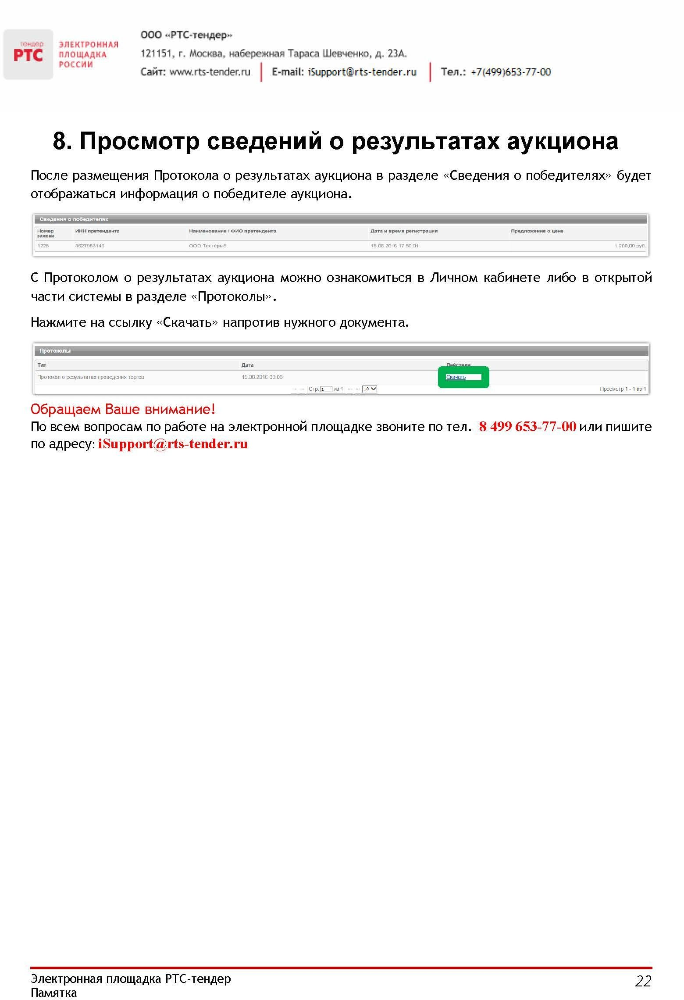 тендер
РТС
ЭЛЕКТРОННАЯ
ПЛОЩАДКА
РОССИИ
ООО «РТС-тендер»
121151, г. Москва, набережная Тараса Шевченко, д. 23А.
Сайт: www.rts-tender.ru E-mail: iSupport@rts-tender.ru Тел.: +7(499)653-77-00
8. Просмотр сведений о результатах аукциона
После размещения Протокола о результатах аукциона в разделе «Сведения о победителях» будет
отображаться информация о победителе аукциона.
Сведения о победителях
Номер заявки ИНН претендента Наименование / ФИО претендента Дата и время регистрации Предложение о цене
1225 8627983146 ООО Тестеры5 15.08.2016 17:50:01 1 200,00 руб.
С Протоколом о результатах аукциона можно ознакомиться в Личном кабинете либо в открытой
части системы в разделе «Протоколы».
Нажмите на ссылку «Скачать» напротив нужного документа.
Протоколы
Тип Дата Действия
Протокол о результатах проведения торгов 19.08.2016 09:08 Скачать
Стр. 1 из 1 10 Просмотр 1 - 1 из 1
Обращаем Ваше внимание!
По всем вопросам по работе на электронной площадке звоните по тел. 8 499 653-77-00 или пишите
по адресу: iSupport@rts-tender.ru
Электронная площадка РТС-тендер 22
Памятка